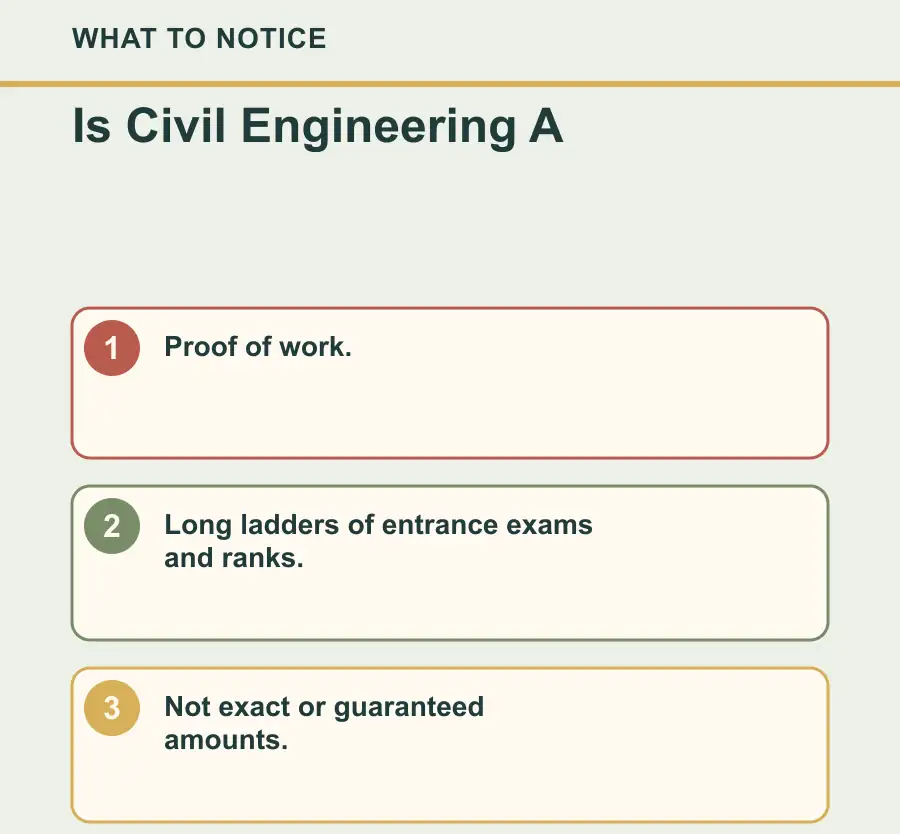 WHAT TO NOTICE
Is Civil Engineering A
1
Proof of work.
2
Long ladders of entrance exams
and ranks.
3
Not exact or guaranteed
amounts.